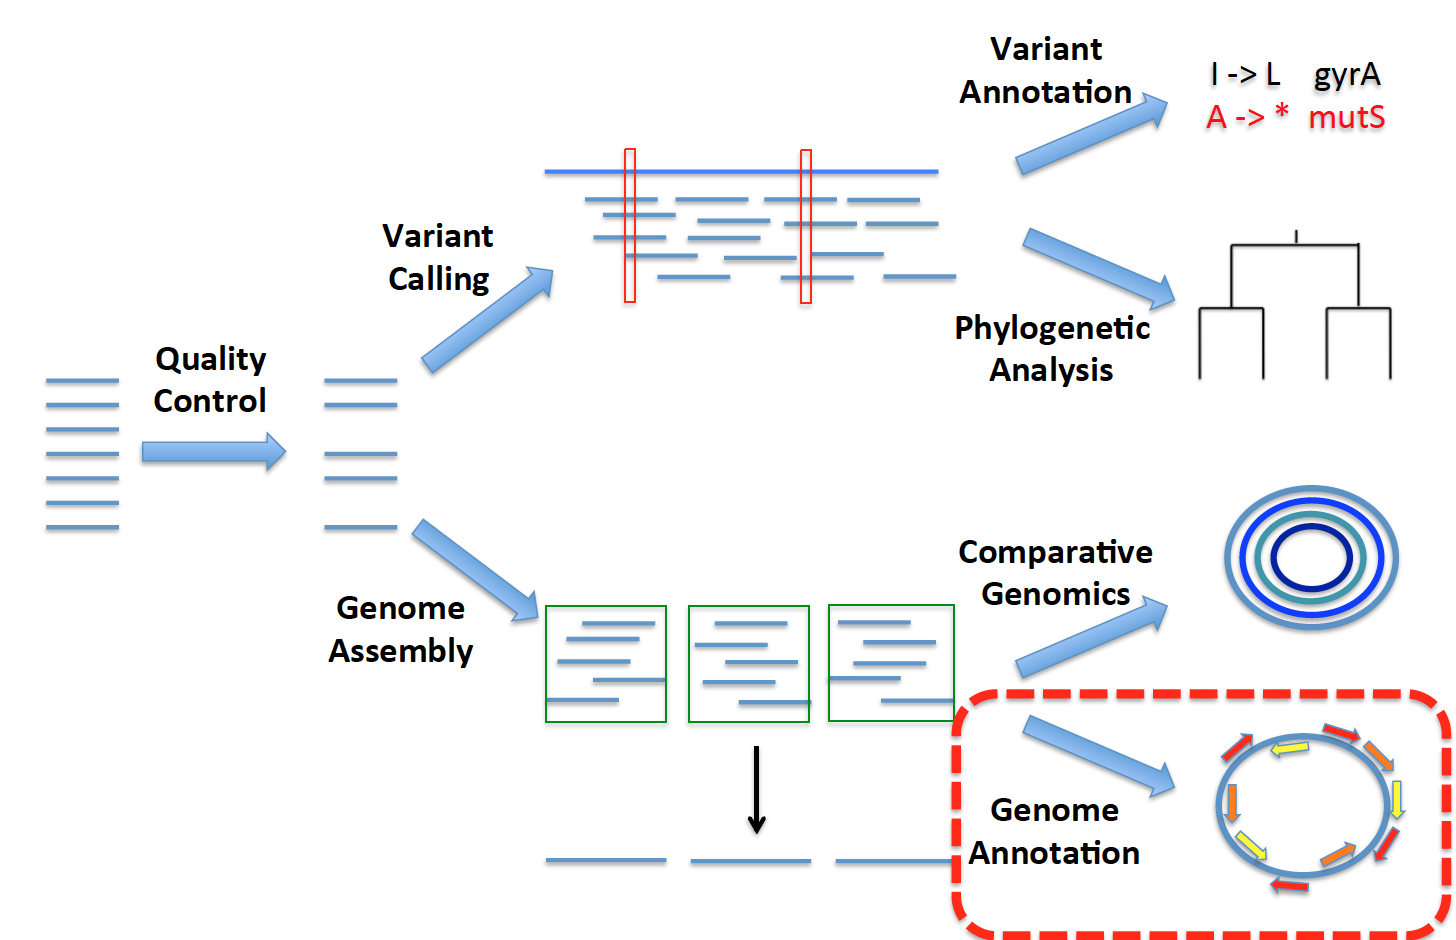 Variant
Annotation
I -> L gyrA
A -> * mutS
Variant
Calling
Phylogenetic
Analysis
Quality
Control
Comparative
Genomics
Genome
Assembly
Genome
Annotation